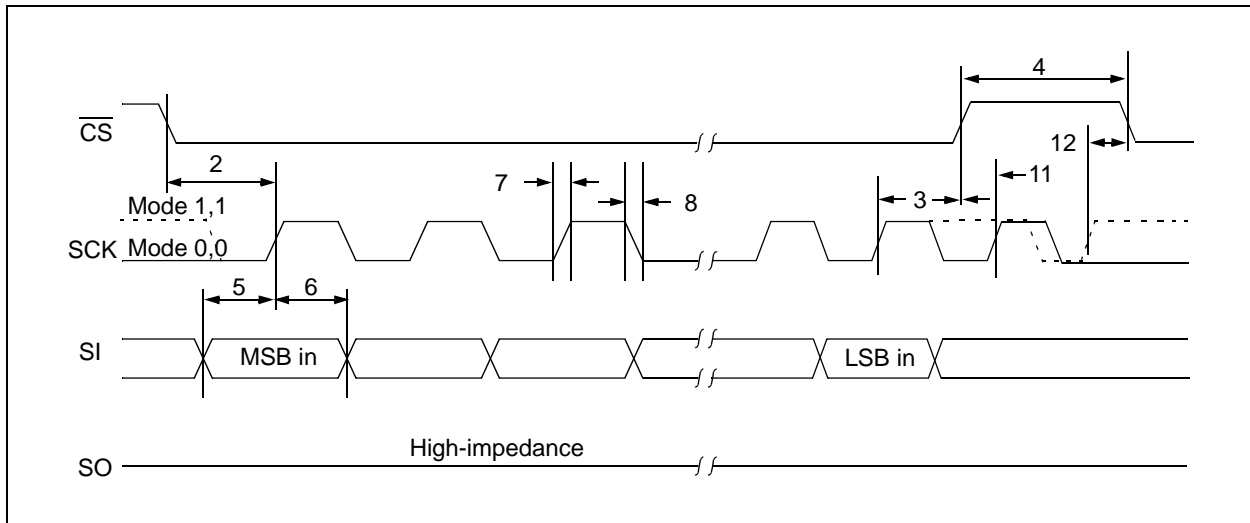 4
CS
12
2
7
8
3
11
Mode 1,1
SCK Mode 0,0
5
6
SI
MSB in
LSB in
High-impedance
SO